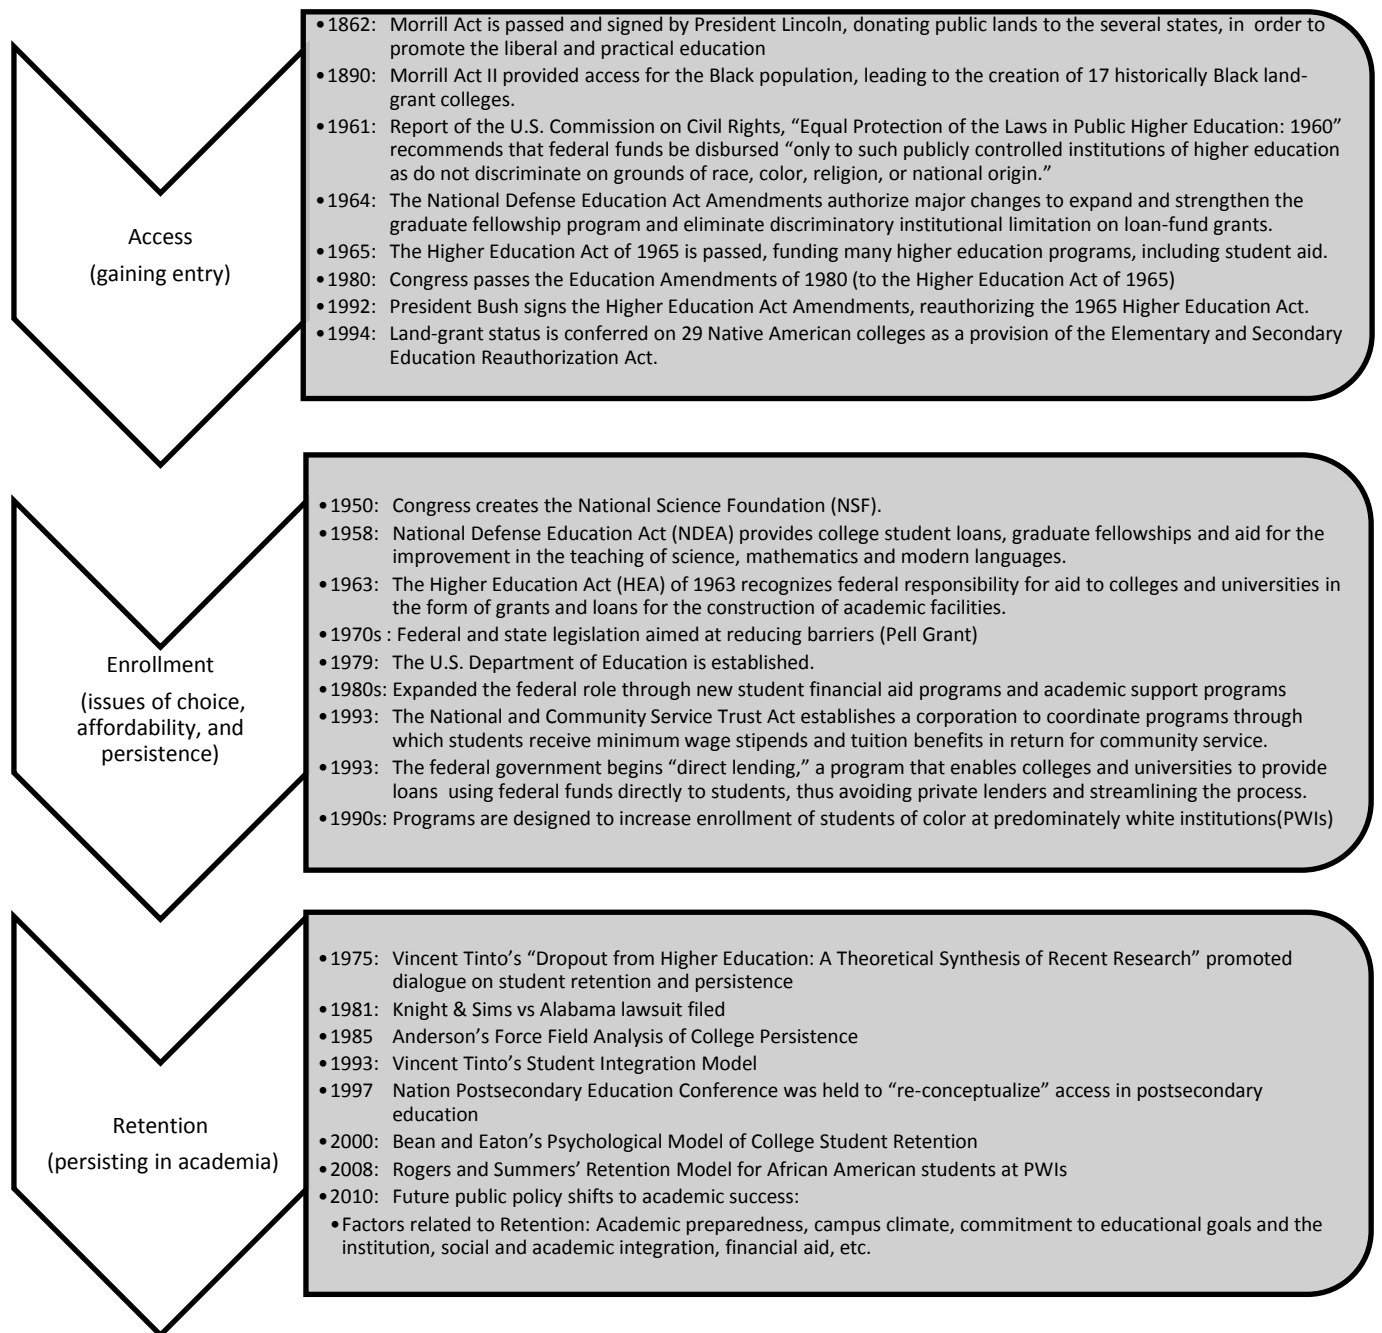 Access
(gaining entry)
•1862: Morrill Act is passed and signed by President Lincoln, donating public lands to the several states, in order to
promote the liberal and practical education
•1890: Morrill Act II provided access for the Black population, leading to the creation of 17 historically Black land-
grant colleges.
•1961: Report of the U.S. Commission on Civil Rights, “Equal Protection of the Laws in Public Higher Education: 1960”
recommends that federal funds be disbursed “only to such publicly controlled institutions of higher education
as do not discriminate on grounds of race, color, religion, or national origin.”
•1964: The National Defense Education Act Amendments authorize major changes to expand and strengthen the
graduate fellowship program and eliminate discriminatory institutional limitation on loan-fund grants.
•1965: The Higher Education Act of 1965 is passed, funding many higher education programs, including student aid.
•1980: Congress passes the Education Amendments of 1980 (to the Higher Education Act of 1965)
•1992: President Bush signs the Higher Education Act Amendments, reauthorizing the 1965 Higher Education Act.
•1994: Land-grant status is conferred on 29 Native American colleges as a provision of the Elementary and Secondary
Education Reauthorization Act.
Enrollment
(issues of choice,
affordability, and
persistence)
•1950: Congress creates the National Science Foundation (NSF).
•1958: National Defense Education Act (NDEA) provides college student loans, graduate fellowships and aid for the
improvement in the teaching of science, mathematics and modern languages.
•1963: The Higher Education Act (HEA) of 1963 recognizes federal responsibility for aid to colleges and universities in
the form of grants and loans for the construction of academic facilities.
•1970s : Federal and state legislation aimed at reducing barriers (Pell Grant)
•1979: The U.S. Department of Education is established.
•1980s: Expanded the federal role through new student financial aid programs and academic support programs
•1993: The National and Community Service Trust Act establishes a corporation to coordinate programs through
which students receive minimum wage stipends and tuition benefits in return for community service.
•1993: The federal government begins “direct lending,” a program that enables colleges and universities to provide
loans using federal funds directly to students, thus avoiding private lenders and streamlining the process.
•1990s: Programs are designed to increase enrollment of students of color at predominately white institutions(PWIs)
Retention
(persisting in academia)
•1975: Vincent Tinto’s “Dropout from Higher Education: A Theoretical Synthesis of Recent Research” promoted
dialogue on student retention and persistence
•1981: Knight & Sims vs Alabama lawsuit filed
•1985 Anderson’s Force Field Analysis of College Persistence
•1993: Vincent Tinto’s Student Integration Model
•1997 Nation Postsecondary Education Conference was held to “re-conceptualize” access in postsecondary
education
•2000: Bean and Eaton’s Psychological Model of College Student Retention
•2008: Rogers and Summers’ Retention Model for African American students at PWIs
•2010: Future public policy shifts to academic success:
•Factors related to Retention: Academic preparedness, campus climate, commitment to educational goals and the
institution, social and academic integration, financial aid, etc.